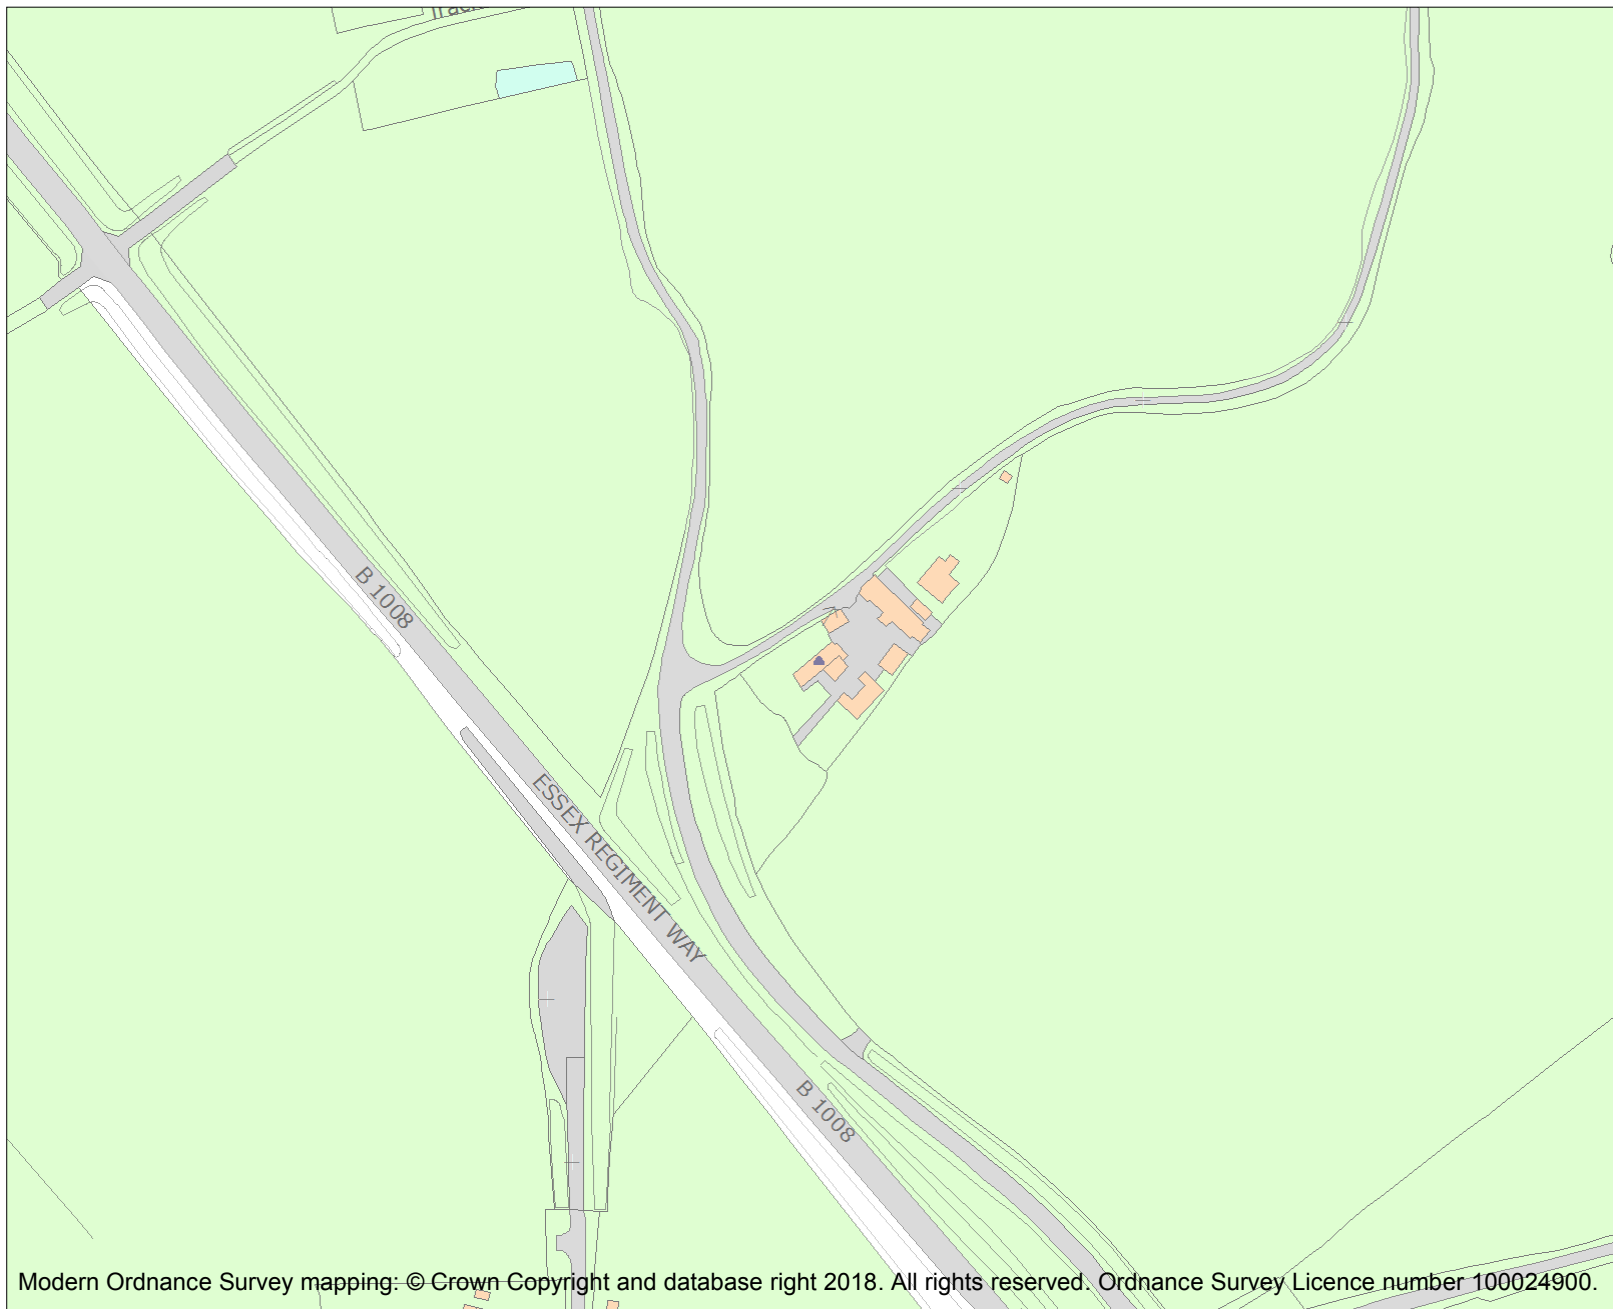 B 1008
ESSEX REGIMENT WAY
B 1008
Modern Ordnance Survey mapping: © Crown Copyright and database right 2018. All rights reserved. Ordnance Survey Licence number 100024900.